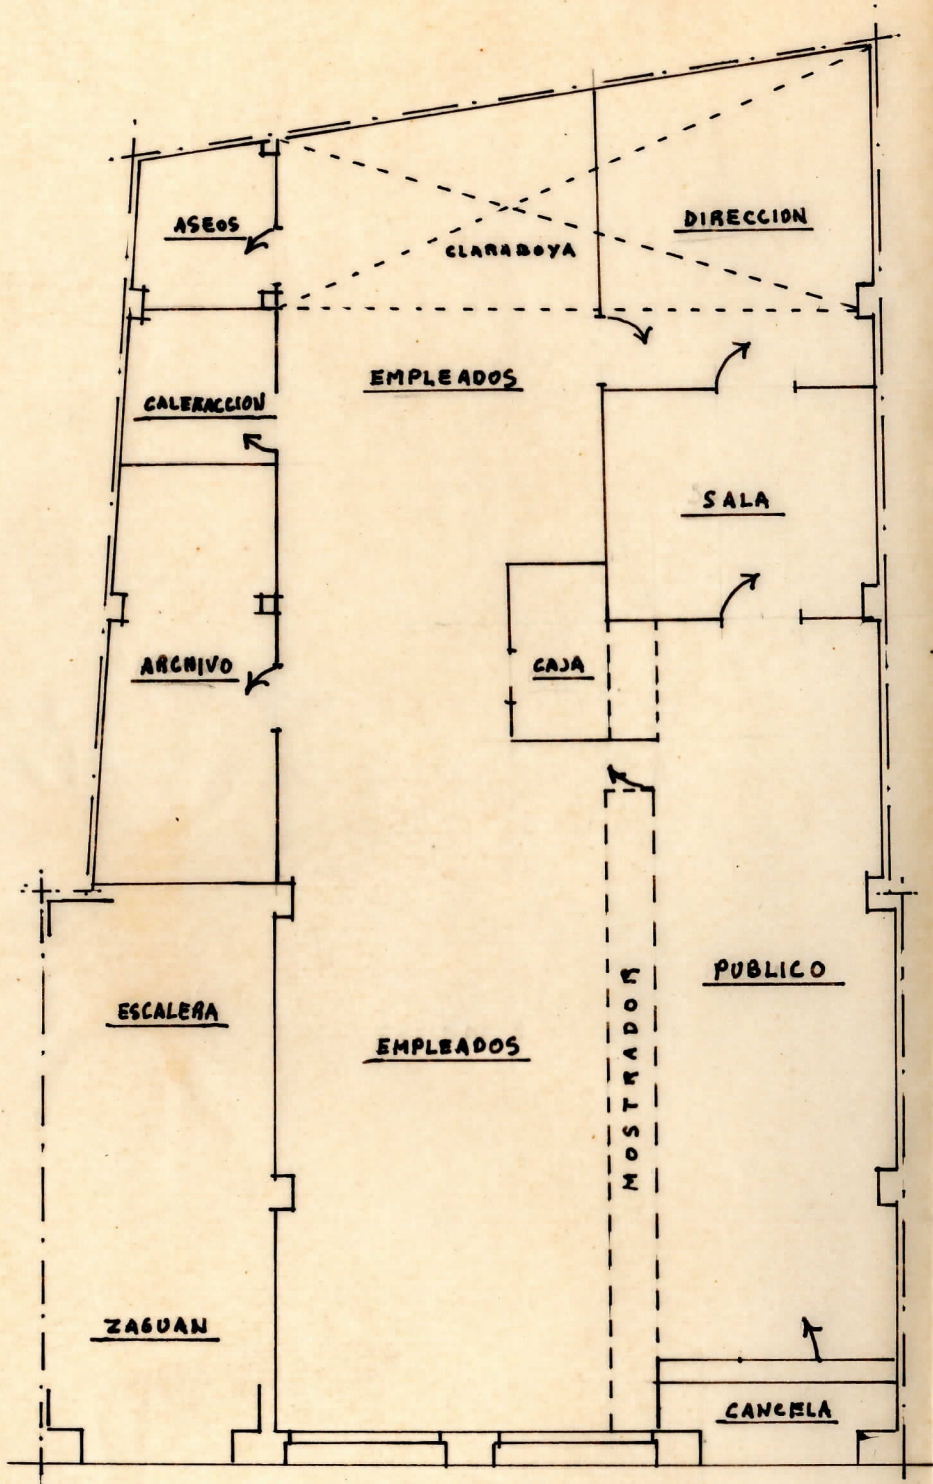 ASEOS
DIRECCION
CLARABOYA
EMPLEADOS
CALEFACCION
SALA
CAJA
ARCHIVO
PUBLICO
ESCALERA
EMPLEADOS
MOSTRADOR
ZAGUAN
CANCELA